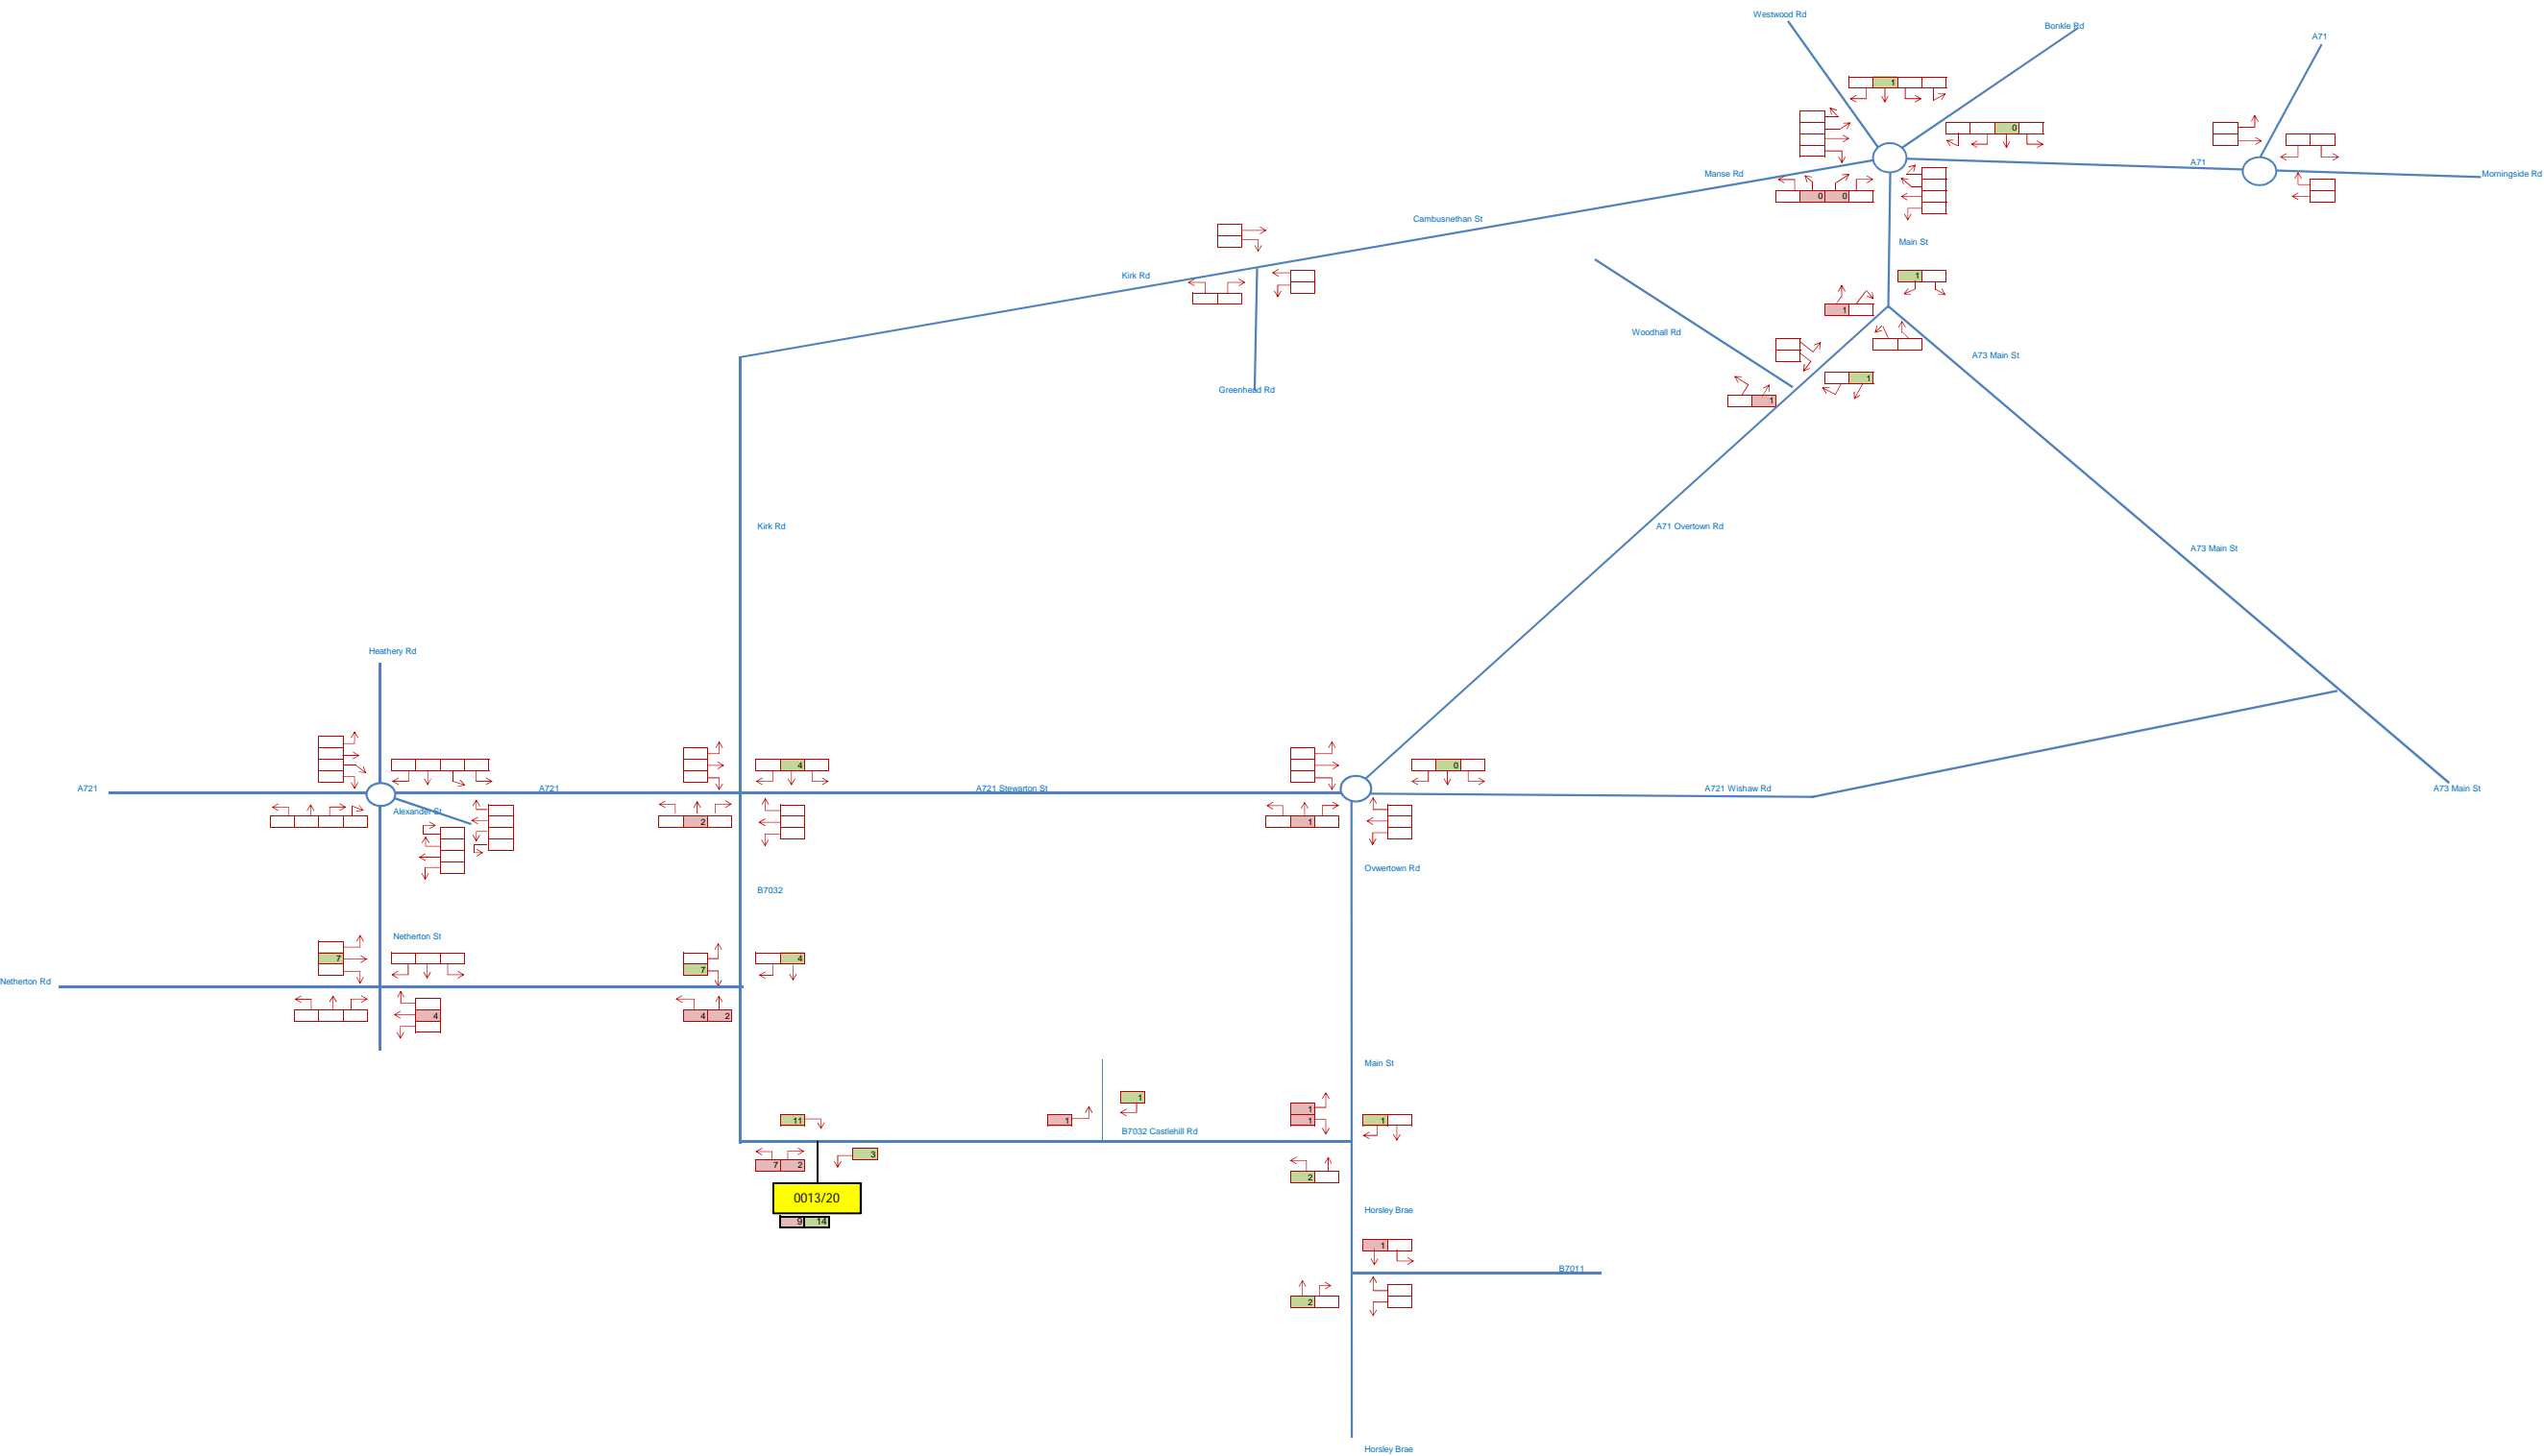 Westwood Rd
Bonkle Rd
A71
1
0
Manse Rd
A71
Morningside Rd
0 0
Cambusnethan St
Main St
Kirk Rd
1
1
Woodhall Rd
A73 Main St
1
Greenhead Rd
1
Kirk Rd
A71 Overtown Rd
A73 Main St
Heathery Rd
4
0
A721
A721
A721 Stewarton St
A721 Wishaw Rd
A73 Main St
Alexander St
2
1
Ovwertown Rd
B7032
Netherton St
7
4
7
Netherton Rd
4
4 2
Main St
1
1
1
11
1
1
1
B7032 Castlehill Rd
3
7 2
2
0013/20
Horsley Brae
9 14
1
B7011
2
Horsley Brae